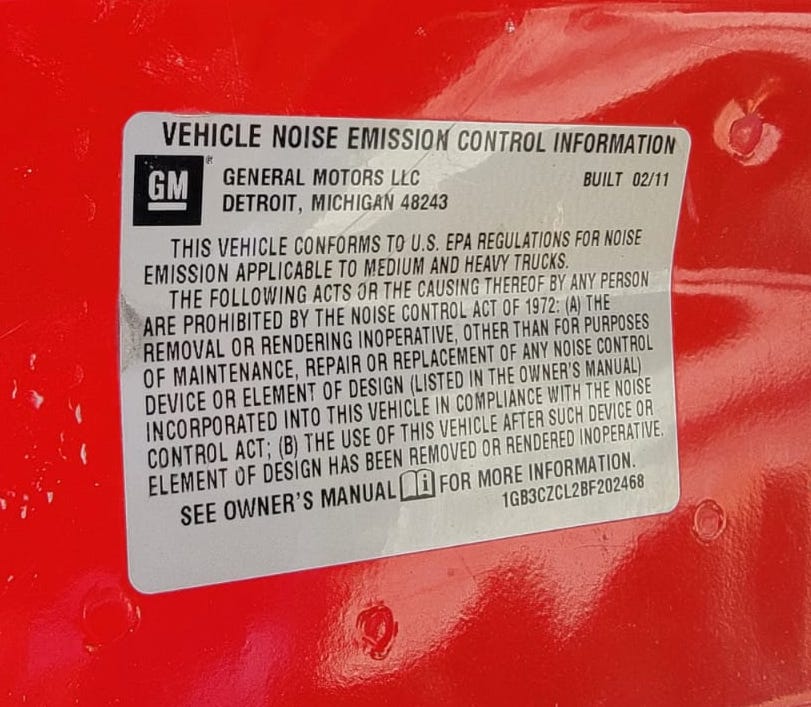 VEHICLE NOISE EMISSION CONTROL INFORMATION
GM®
GENERAL MOTORS LLC BUILT 02/11
DETROIT, MICHIGAN 48243
THIS VEHICLE CONFORMS TO U.S. EPA REGULATIONS FOR NOISE
EMISSION APPLICABLE TO MEDIUM AND HEAVY TRUCKS.
THE FOLLOWING ACTS OR THE CAUSING THEREOF BY ANY PERSON
ARE PROHIBITED BY THE NOISE CONTROL ACT OF 1972: (A) THE
REMOVAL OR RENDERING INOPERATIVE, OTHER THAN FOR PURPOSES
OF MAINTENANCE, REPAIR OR REPLACEMENT OF ANY NOISE CONTROL
DEVICE OR ELEMENT OF DESIGN (LISTED IN THE OWNER'S MANUAL)
INCORPORATED INTO THIS VEHICLE IN COMPLIANCE WITH THE NOISE
CONTROL ACT; (B) THE USE OF THIS VEHICLE AFTER SUCH DEVICE OR
ELEMENT OF DESIGN HAS BEEN REMOVED OR RENDERED INOPERATIVE.
SEE OWNER'S MANUAL i FOR MORE INFORMATION.
1GB3CZCL2BF202468